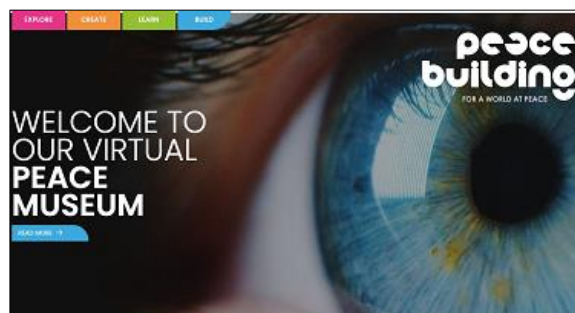 EXPLORE
CREATE
LEARN
BUILD
peace
building
FOR A WORLD AT PEACE
WELCOME TO
OUR VIRTUAL
PEACE
MUSEUM
READ MORE →